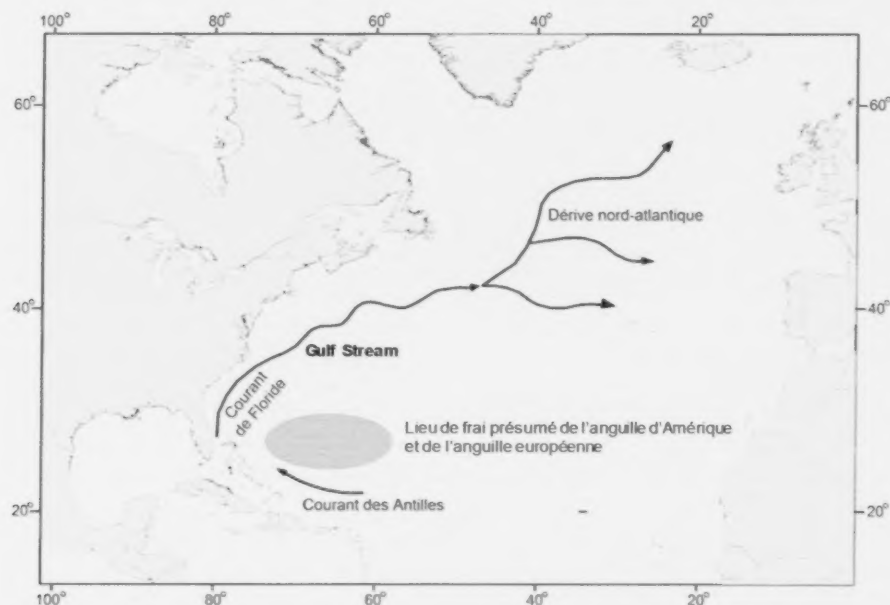 100° 80° 60° 40° 20°
60° 60°
Dérive nord-atlantique
40° 40°
Gulf Stream
Courant
de Floride
Lieu de frai présumé de l'anguille d'Amérique
et de l'anguille européenne
Courant des Antilles
20° 20°
100° 80° 60° 40° 20°